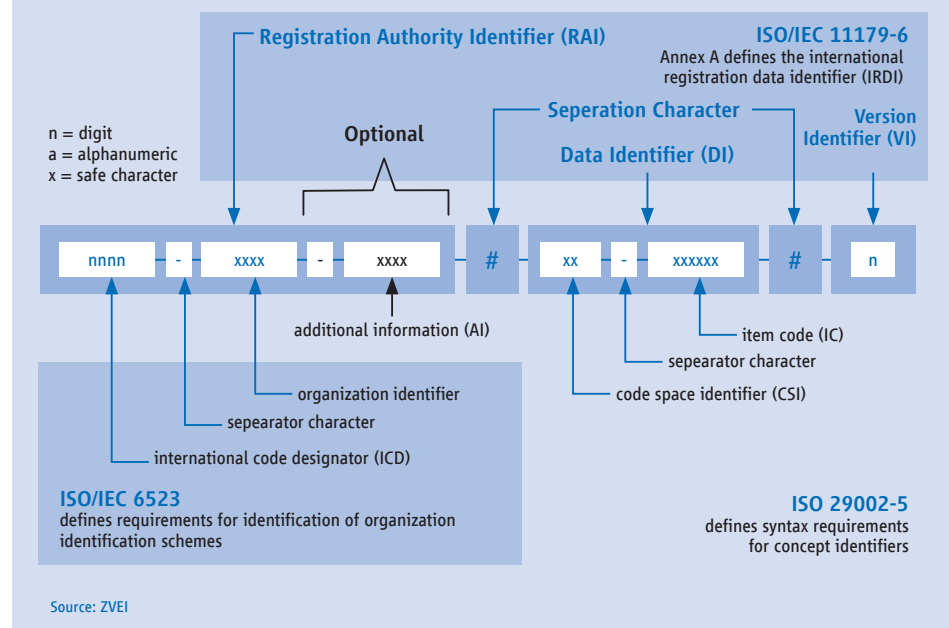 Registration Authority Identifier (RAI)
ISO/IEC 11179-6
Annex A defines the international
registration data identifier (IRDI)
Seperation Character
Version
Identifier (VI)
n = digit
a = alphanumeric
x = safe character
Optional
Data Identifier (DI)
nnnn - xxxx - xxxx # xx - xxxxxx # n
additional information (AI)
item code (IC)
sepearator character
code space identifier (CSI)
organization identifier
sepearator character
international code designator (ICD)
ISO/IEC 6523
defines requirements for identification of organization
identification schemes
ISO 29002-5
defines syntax requirements
for concept identifiers
Source: ZVEI